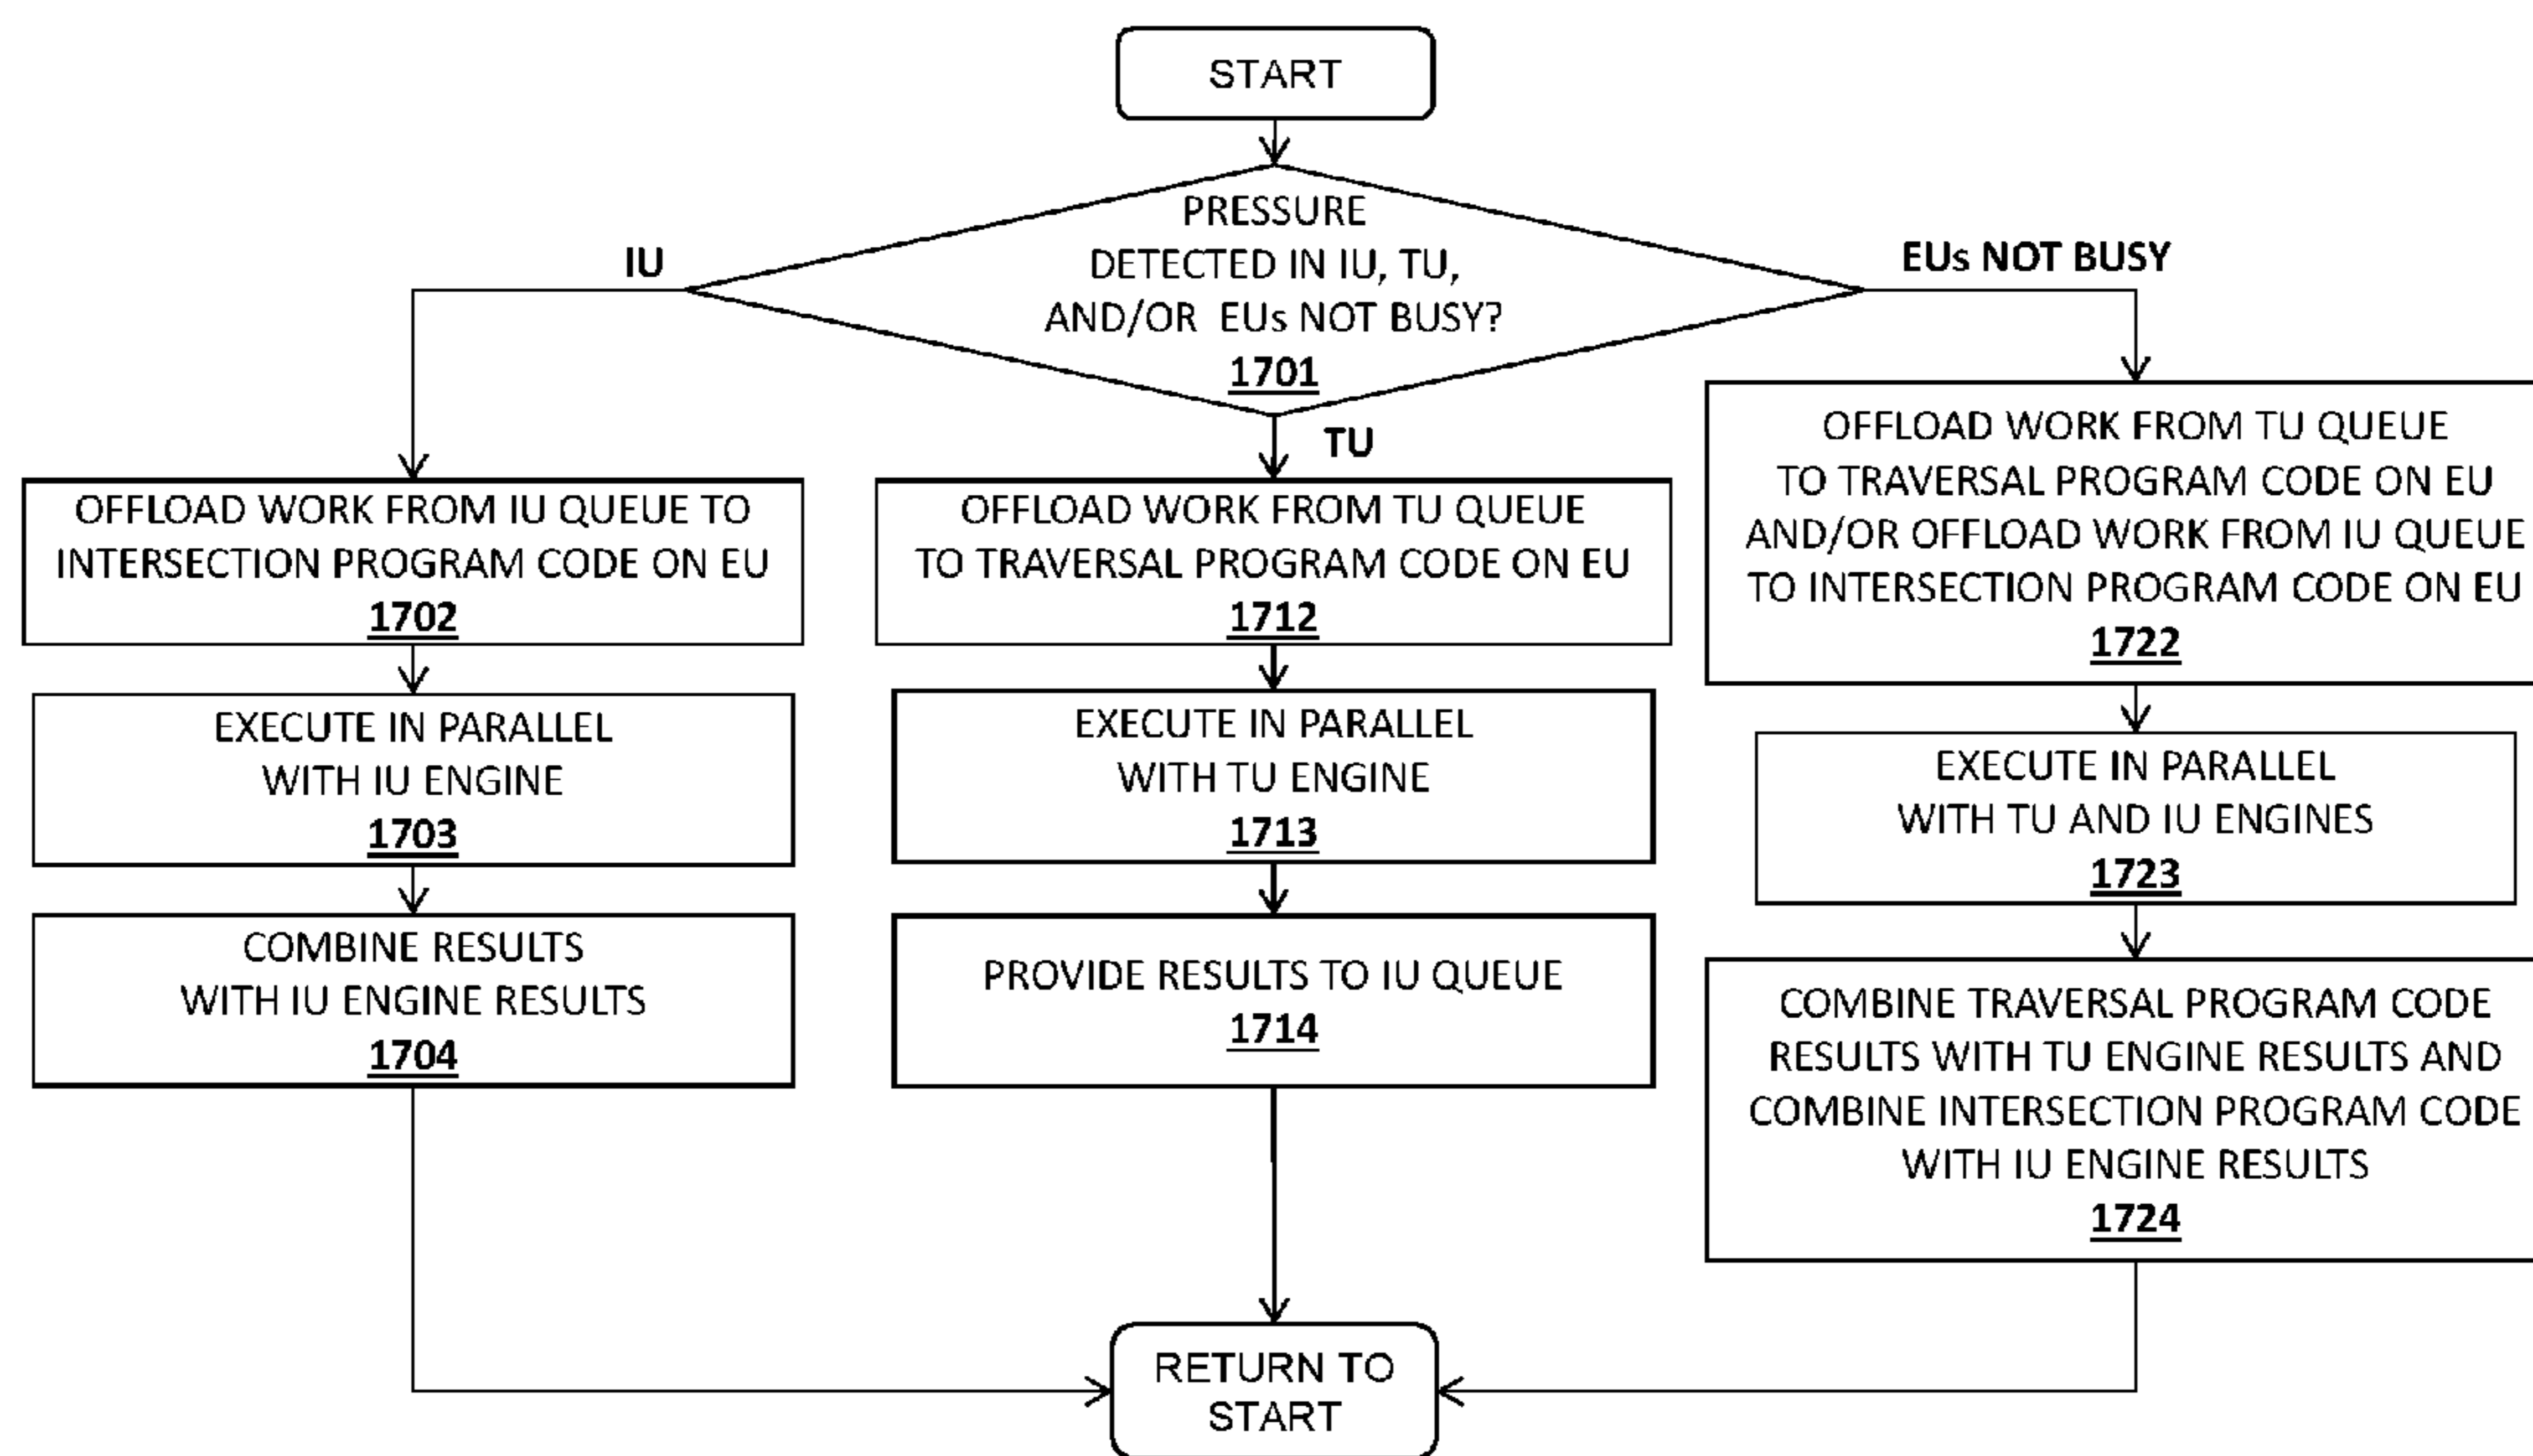 START
PRESSURE
DETECTED IN IU, TU,
AND/OR EUs NOT BUSY?
1701
IU
TU
EUs NOT BUSY
OFFLOAD WORK FROM IU QUEUE TO
INTERSECTION PROGRAM CODE ON EU
1702
EXECUTE IN PARALLEL
WITH IU ENGINE
1703
COMBINE RESULTS
WITH IU ENGINE RESULTS
1704
OFFLOAD WORK FROM TU QUEUE
TO TRAVERSAL PROGRAM CODE ON EU
1712
EXECUTE IN PARALLEL
WITH TU ENGINE
1713
PROVIDE RESULTS TO IU QUEUE
1714
OFFLOAD WORK FROM TU QUEUE
TO TRAVERSAL PROGRAM CODE ON EU
AND/OR OFFLOAD WORK FROM IU QUEUE
TO INTERSECTION PROGRAM CODE ON EU
1722
EXECUTE IN PARALLEL
WITH TU AND IU ENGINES
1723
COMBINE TRAVERSAL PROGRAM CODE
RESULTS WITH TU ENGINE RESULTS AND
COMBINE INTERSECTION PROGRAM CODE
WITH IU ENGINE RESULTS
1724
RETURN TO
START